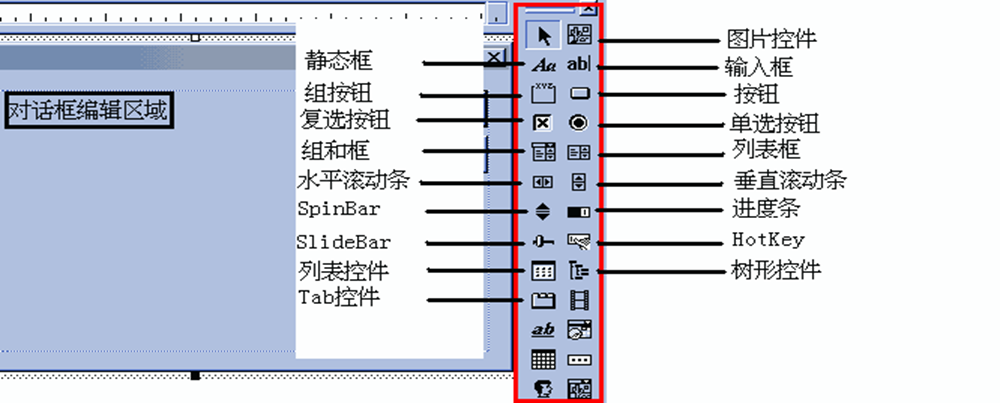 对话框编辑区域
静态框
组按钮
复选按钮
组和框
水平滚动条
SpinBar
SlideBar
列表控件
Tab控件
Aa
ab
XYZ
ab
图片控件
输入框
按钮
单选按钮
列表框
垂直滚动条
进度条
HotKey
树形控件